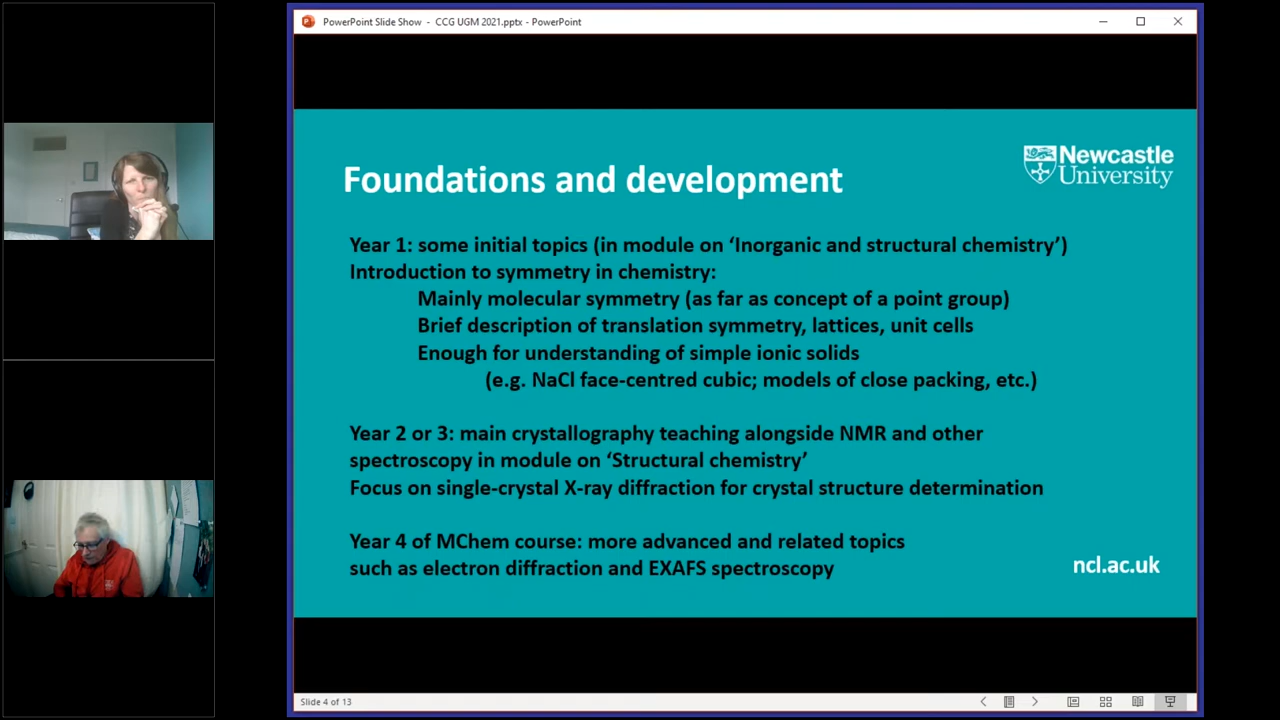 PowerPoint Slide Show - CCG UGM 2021.pptx - PowerPoint
Newcastle
University
Foundations and development
Year 1: some initial topics (in module on ‘Inorganic and structural chemistry’)
Introduction to symmetry in chemistry:
Mainly molecular symmetry (as far as concept of a point group)
Brief description of translation symmetry, lattices, unit cells
Enough for understanding of simple ionic solids
(e.g. NaCl face-centred cubic; models of close packing, etc.)
Year 2 or 3: main crystallography teaching alongside NMR and other
spectroscopy in module on ‘Structural chemistry’
Focus on single-crystal X-ray diffraction for crystal structure determination
Year 4 of MChem course: more advanced and related topics
such as electron diffraction and EXAFS spectroscopy
ncl.ac.uk
Slide 4 of 13